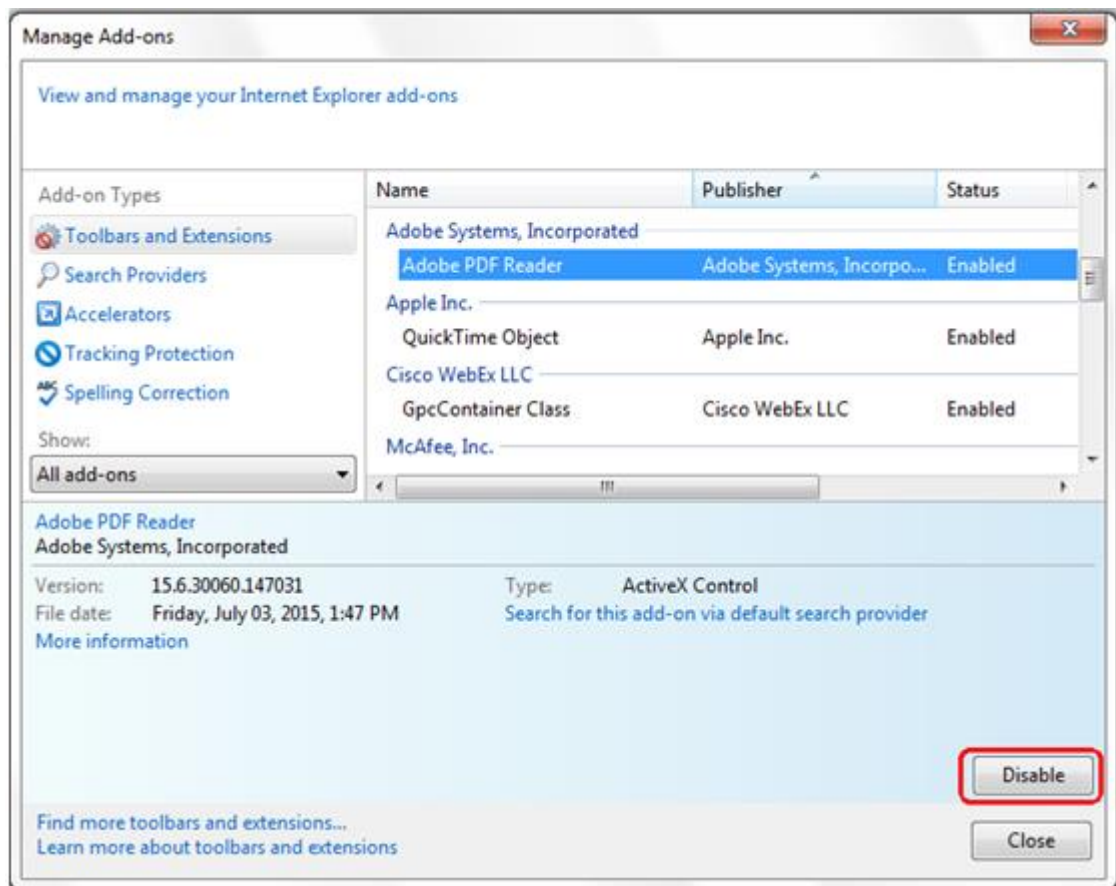 Manage Add-ons
View and manage your Internet Explorer add-ons
Add-on Types
Toolbars and Extensions
Search Providers
Accelerators
Tracking Protection
Spelling Correction
Show:
All add-ons
Name Publisher Status
Adobe Systems, Incorporated
Adobe PDF Reader Adobe Systems, Incorpo... Enabled
Apple Inc.
QuickTime Object Apple Inc. Enabled
Cisco WebEx LLC
GpcContainer Class Cisco WebEx LLC Enabled
McAfee, Inc.
Adobe PDF Reader
Adobe Systems, Incorporated
Version: 15.6.30060.147031 Type: ActiveX Control
File date: Friday, July 03, 2015, 1:47 PM Search for this add-on via default search provider
More information
Disable
Find more toolbars and extensions...
Learn more about toolbars and extensions
Close